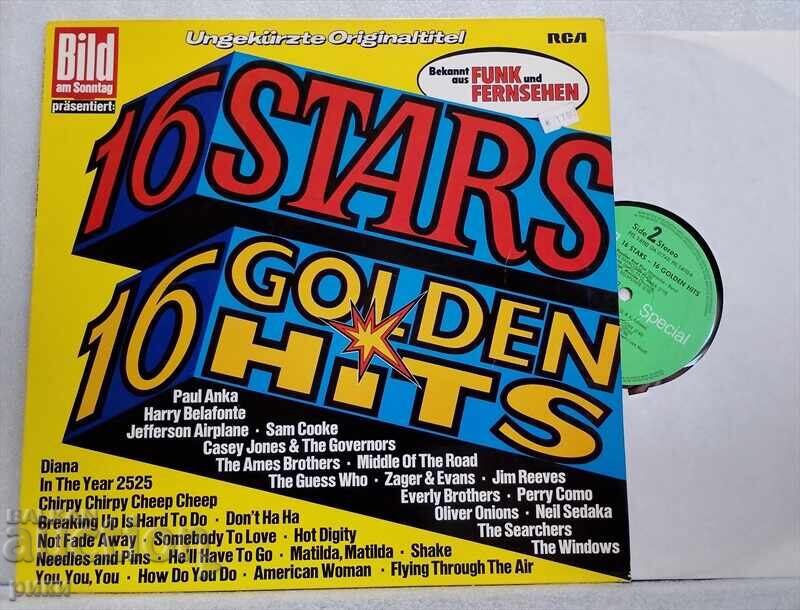 Ungekürzte Originaltitel
RCA
Bild
am Sonntag
präsentiert:
Bekannt
aus FUNK und
FERNSEHEN
16 STARS
16 GOLDEN
HITS
Paul Anka
Harry Belafonte
Jefferson Airplane · Sam Cooke
Casey Jones & The Governors
The Ames Brothers · Middle Of The Road
The Guess Who · Zager & Evans · Jim Reeves
Everly Brothers · Perry Como
Oliver Onions · Neil Sedaka
The Searchers
The Windows
Diana
In The Year 2525
Chirpy Chirpy Cheep Cheep
Breaking Up is Hard To Do · Don't Ha Ha
Not Fade Away · Somebody To Love · Hot Digity
Needles and Pins · He'll Have To Go · Matilda, Matilda · Shake
You, You, You · How Do You Do · American Woman · Flying Through The Air
Side 2 Stereo
16 STARS - 16 GOLDEN HITS
Special
рики